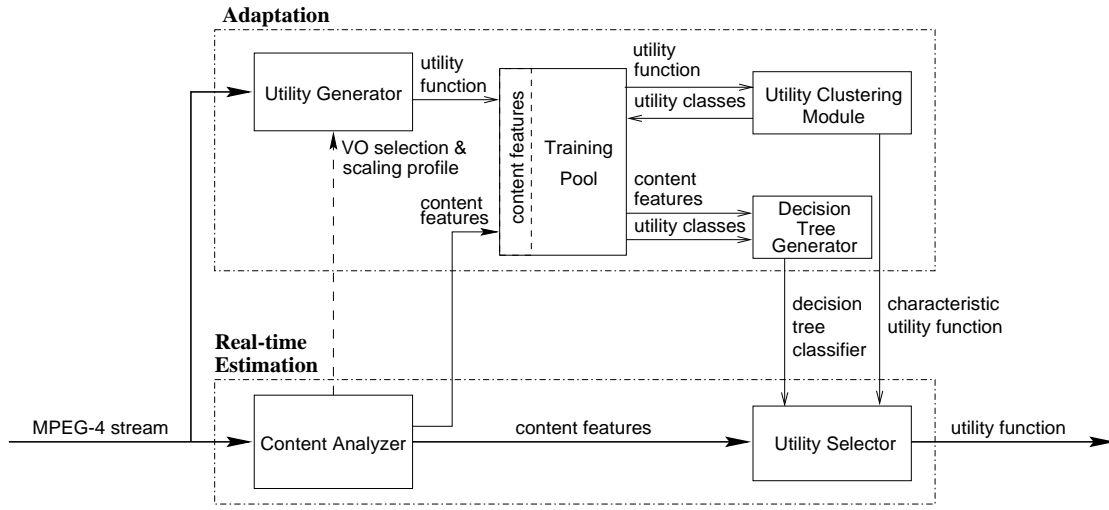 Adaptation
Utility Generator
utility
function
content features
Training
Pool
utility
function
utility classes
Utility Clustering
Module
VO selection &
scaling profile
content
features
content
features
utility classes
Decision
Tree
Generator
decision
tree
classifier
characteristic
utility function
Real-time
Estimation
MPEG-4 stream
Content Analyzer
content features
Utility Selector
utility function